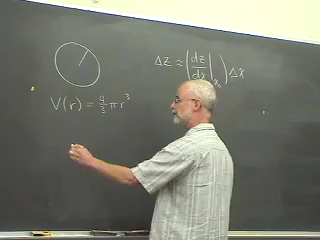 Δz ≈ (dz/dx |x₀) Δx
V(r) = 4/3 π r³